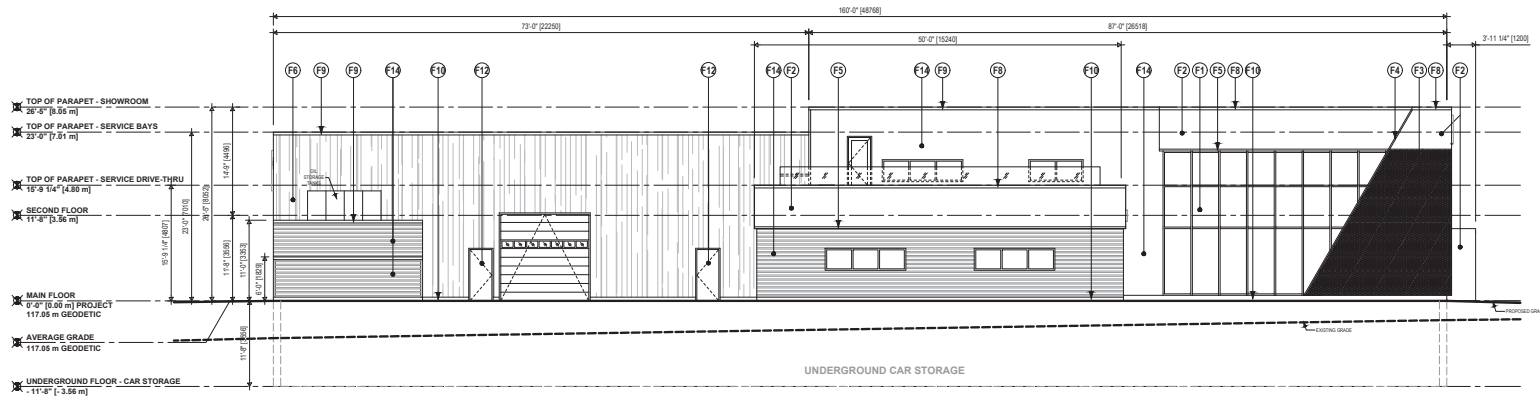 160'-0" [48768]
73'-0" [22250]
87'-0" [26518]
50'-0" [15240]
3'-11 1/4" [1200]
F6
F9
F9
F14
F10
F12
F12
F14
F2
F5
F14
F9
F8
F10
F14
F2
F1
F5
F8
F10
F4
F3
F8
F2
TOP OF PARAPET - SHOWROOM
26'-5" [8.05 m]
TOP OF PARAPET - SERVICE BAYS
23'-0" [7.01 m]
TOP OF PARAPET - SERVICE DRIVE-THRU
15'-9 1/4" [4.80 m]
SECOND FLOOR
11'-8" [3.56 m]
MAIN FLOOR
0'-0" [0.00 m] PROJECT
117.05 m GEODETIC
AVERAGE GRADE
117.05 m GEODETIC
UNDERGROUND FLOOR - CAR STORAGE
- 11'-8" [- 3.56 m]
15'-9 1/4" [4807]
23'-0" [7010]
26'-5" [8052]
14'-9" [4496]
11'-8" [3556]
11'-0" [3353]
6'-0" [1829]
11'-8" [3556]
OIL
STORAGE
TANKS
PROPOSED GRA
EXISTING GRADE
UNDERGROUND CAR STORAGE